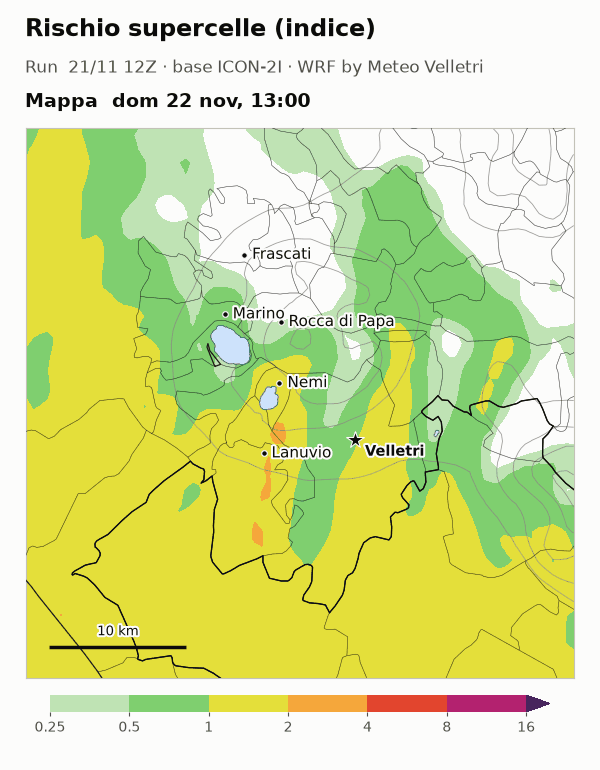 Rischio supercelle (indice)
Run 21/11 12Z · base ICON-2I · WRF by Meteo Velletri
Mappa dom 22 nov, 13:00
Frascati
Marino
Rocca di Papa
Nemi
Velletri
Lanuvio
10 km
0.25 0.5 1 2 4 8 16